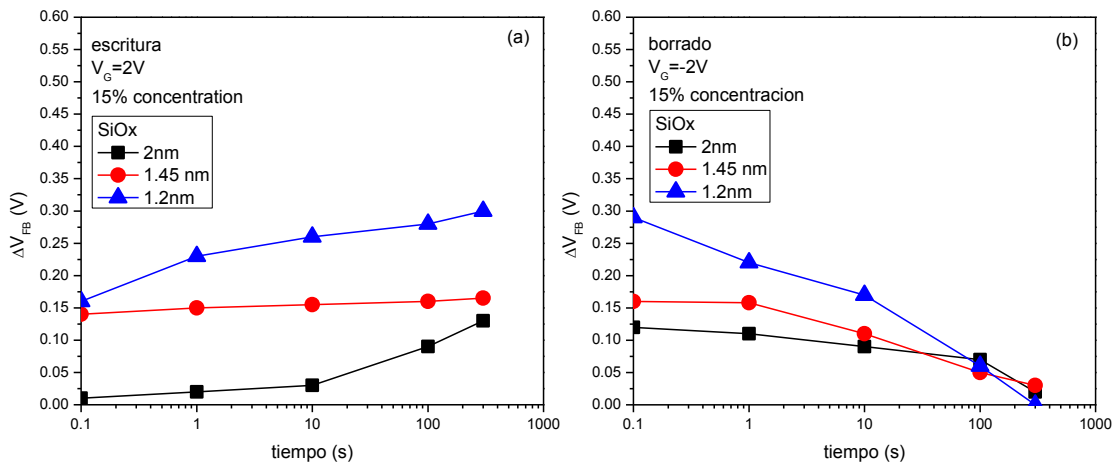 (a)
escritura
V_G=2V
15% concentration
SiOx
2nm
1.45 nm
1.2nm
ΔV_FB (V)
0.60
0.55
0.50
0.45
0.40
0.35
0.30
0.25
0.20
0.15
0.10
0.05
0.00
0.1 1 10 100 1000
tiempo (s)
(b)
borrado
V_G=-2V
15% concentracion
SiOx
2nm
1.45 nm
1.2nm
ΔV_FB (V)
0.60
0.55
0.50
0.45
0.40
0.35
0.30
0.25
0.20
0.15
0.10
0.05
0.00
0.1 1 10 100 1000
tiempo (s)